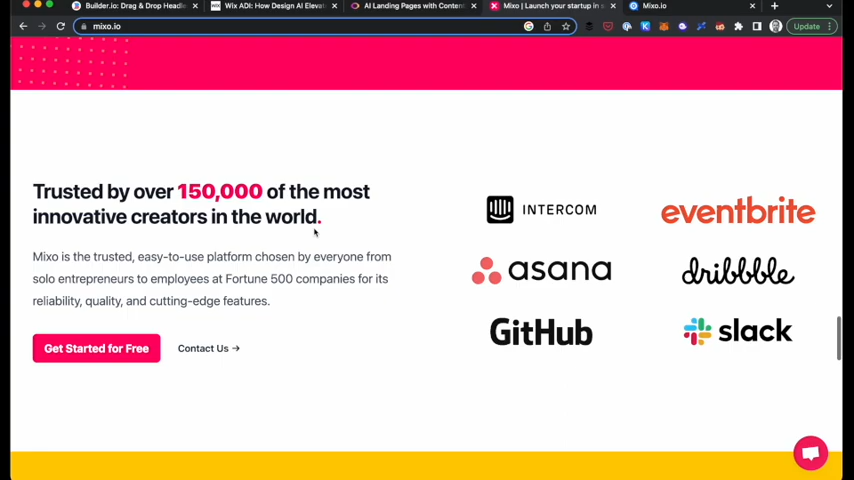 Builder.io: Drag & Drop Headle
Wix ADI: How Design AI Elevat
AI Landing Pages with Conten
Mixo | Launch your startup in s
Mixo.io
mixo.io
Update
Trusted by over 150,000 of the most
innovative creators in the world.
Mixo is the trusted, easy-to-use platform chosen by everyone from
solo entrepreneurs to employees at Fortune 500 companies for its
reliability, quality, and cutting-edge features.
Get Started for Free
Contact Us →
INTERCOM
eventbrite
asana
dribbble
GitHub
slack